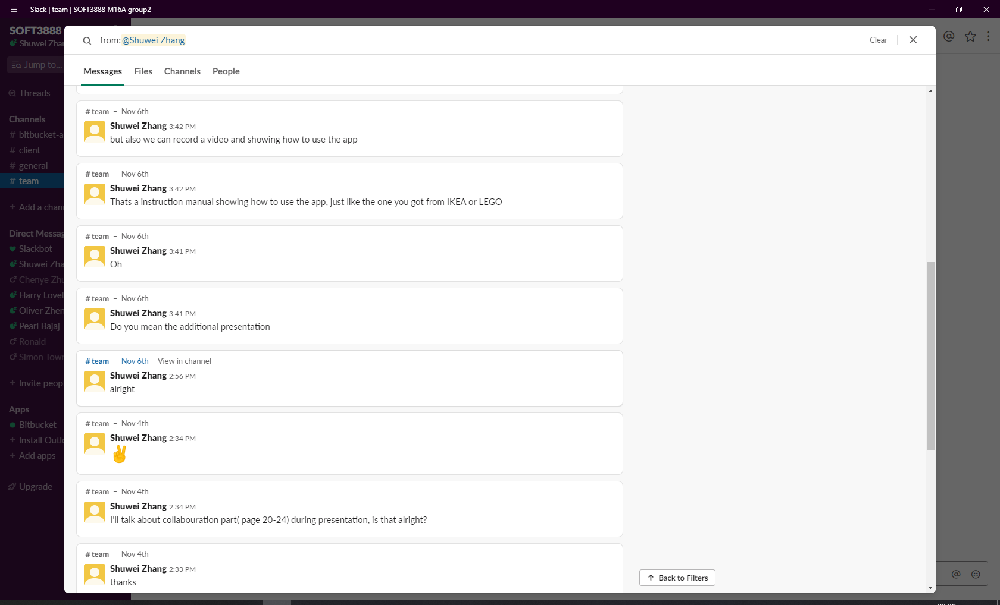 Slack | team | SOFT3888 M16A group2
SOFT3888
Shuwei Zhan
Jump to...
Threads
Channels
# bitbucket-a
# client
# general
# team
+ Add a chann
Direct Messag
Slackbot
Shuwei Zha
Chenye Zhu
Harry Lovel
Oliver Zhen
Pearl Bajaj
Ronald
Simon Town
+ Invite peopl
Apps
Bitbucket
+ Install Outlo
+ Add apps
Upgrade
from:@Shuwei Zhang
Clear
Messages Files Channels People
# team – Nov 6th
Shuwei Zhang 3:42 PM
but also we can record a video and showing how to use the app
# team – Nov 6th
Shuwei Zhang 3:42 PM
Thats a instruction manual showing how to use the app, just like the one you got from IKEA or LEGO
# team – Nov 6th
Shuwei Zhang 3:41 PM
Oh
# team – Nov 6th
Shuwei Zhang 3:41 PM
Do you mean the additional presentation
# team – Nov 6th View in channel
Shuwei Zhang 2:56 PM
alright
# team – Nov 4th
Shuwei Zhang 2:34 PM
# team – Nov 4th
Shuwei Zhang 2:34 PM
I'll talk about collabouration part( page 20-24) during presentation, is that alright?
# team – Nov 4th
Shuwei Zhang 2:33 PM
thanks
Back to Filters